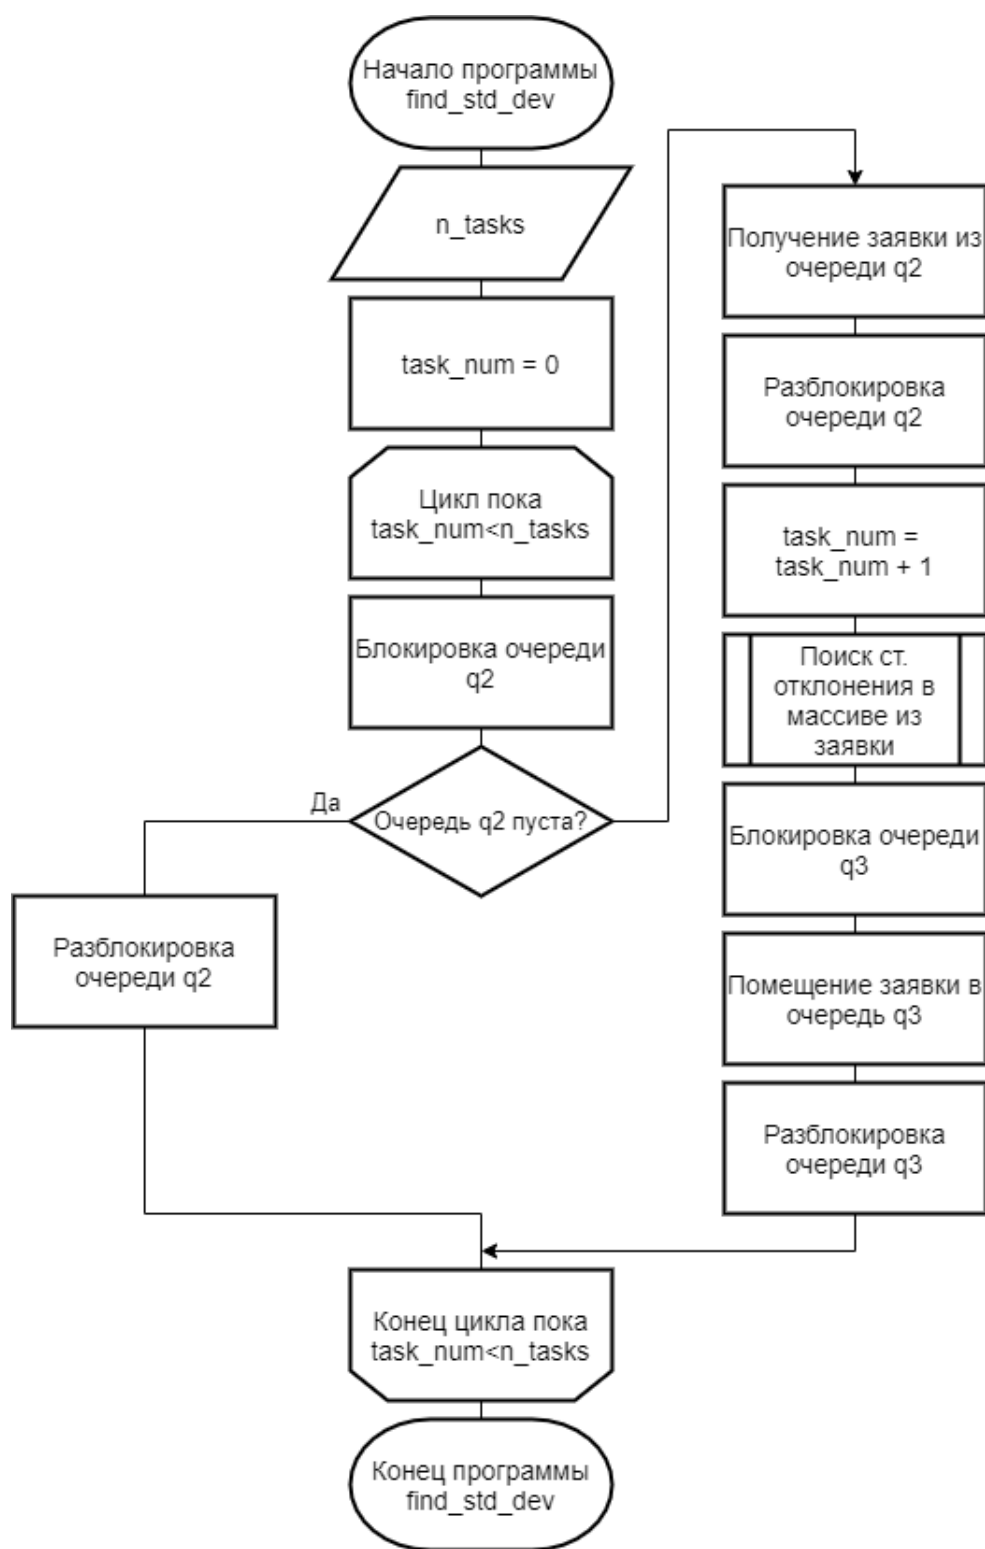 Начало программы
find_std_dev
n_tasks
task_num = 0
Цикл пока
task_num<n_tasks
Блокировка очереди
q2
Очередь q2 пуста?
Да
Разблокировка
очереди q2
Получение заявки из
очереди q2
Разблокировка
очереди q2
task_num =
task_num + 1
Поиск ст.
отклонения в
массиве из
заявки
Блокировка очереди
q3
Помещение заявки в
очередь q3
Разблокировка
очереди q3
Конец цикла пока
task_num<n_tasks
Конец программы
find_std_dev